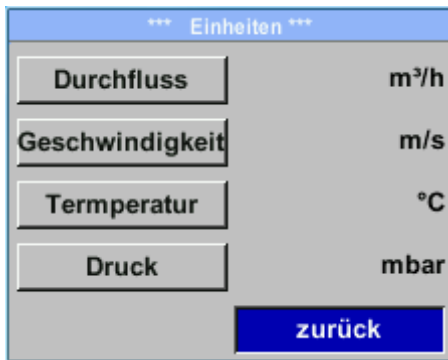 *** Einheiten ***
Durchfluss m³/h
Geschwindigkeit m/s
Termperatur °C
Druck mbar
zurück